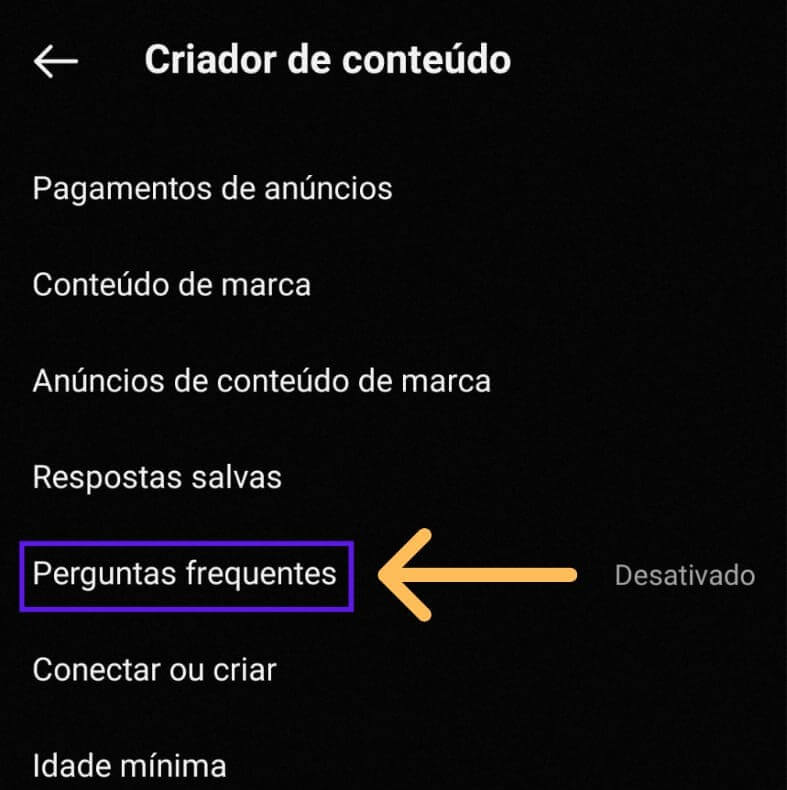 Criador de conteúdo
Pagamentos de anúncios
Conteúdo de marca
Anúncios de conteúdo de marca
Respostas salvas
Perguntas frequentes Desativado
Conectar ou criar
Idade mínima